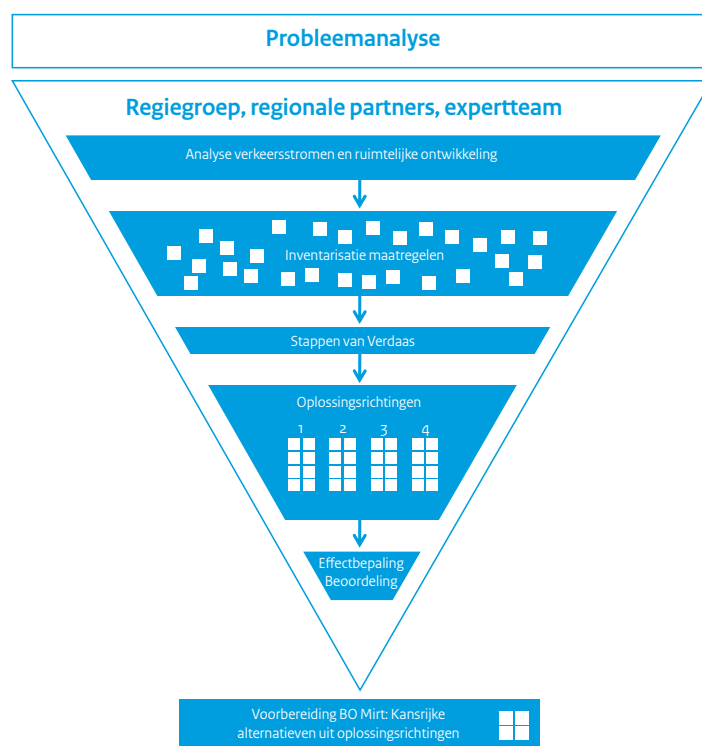 Probleemanalyse
Regiegroep, regionale partners, expertteam
Analyse verkeersstromen en ruimtelijke ontwikkeling
Inventarisatie maatregelen
Stappen van Verdaas
Oplossingsrichtingen
1 2 3 4
Effectbepaling
Beoordeling
Voorbereiding BO Mirt: Kansrijke
alternatieven uit oplossingsrichtingen